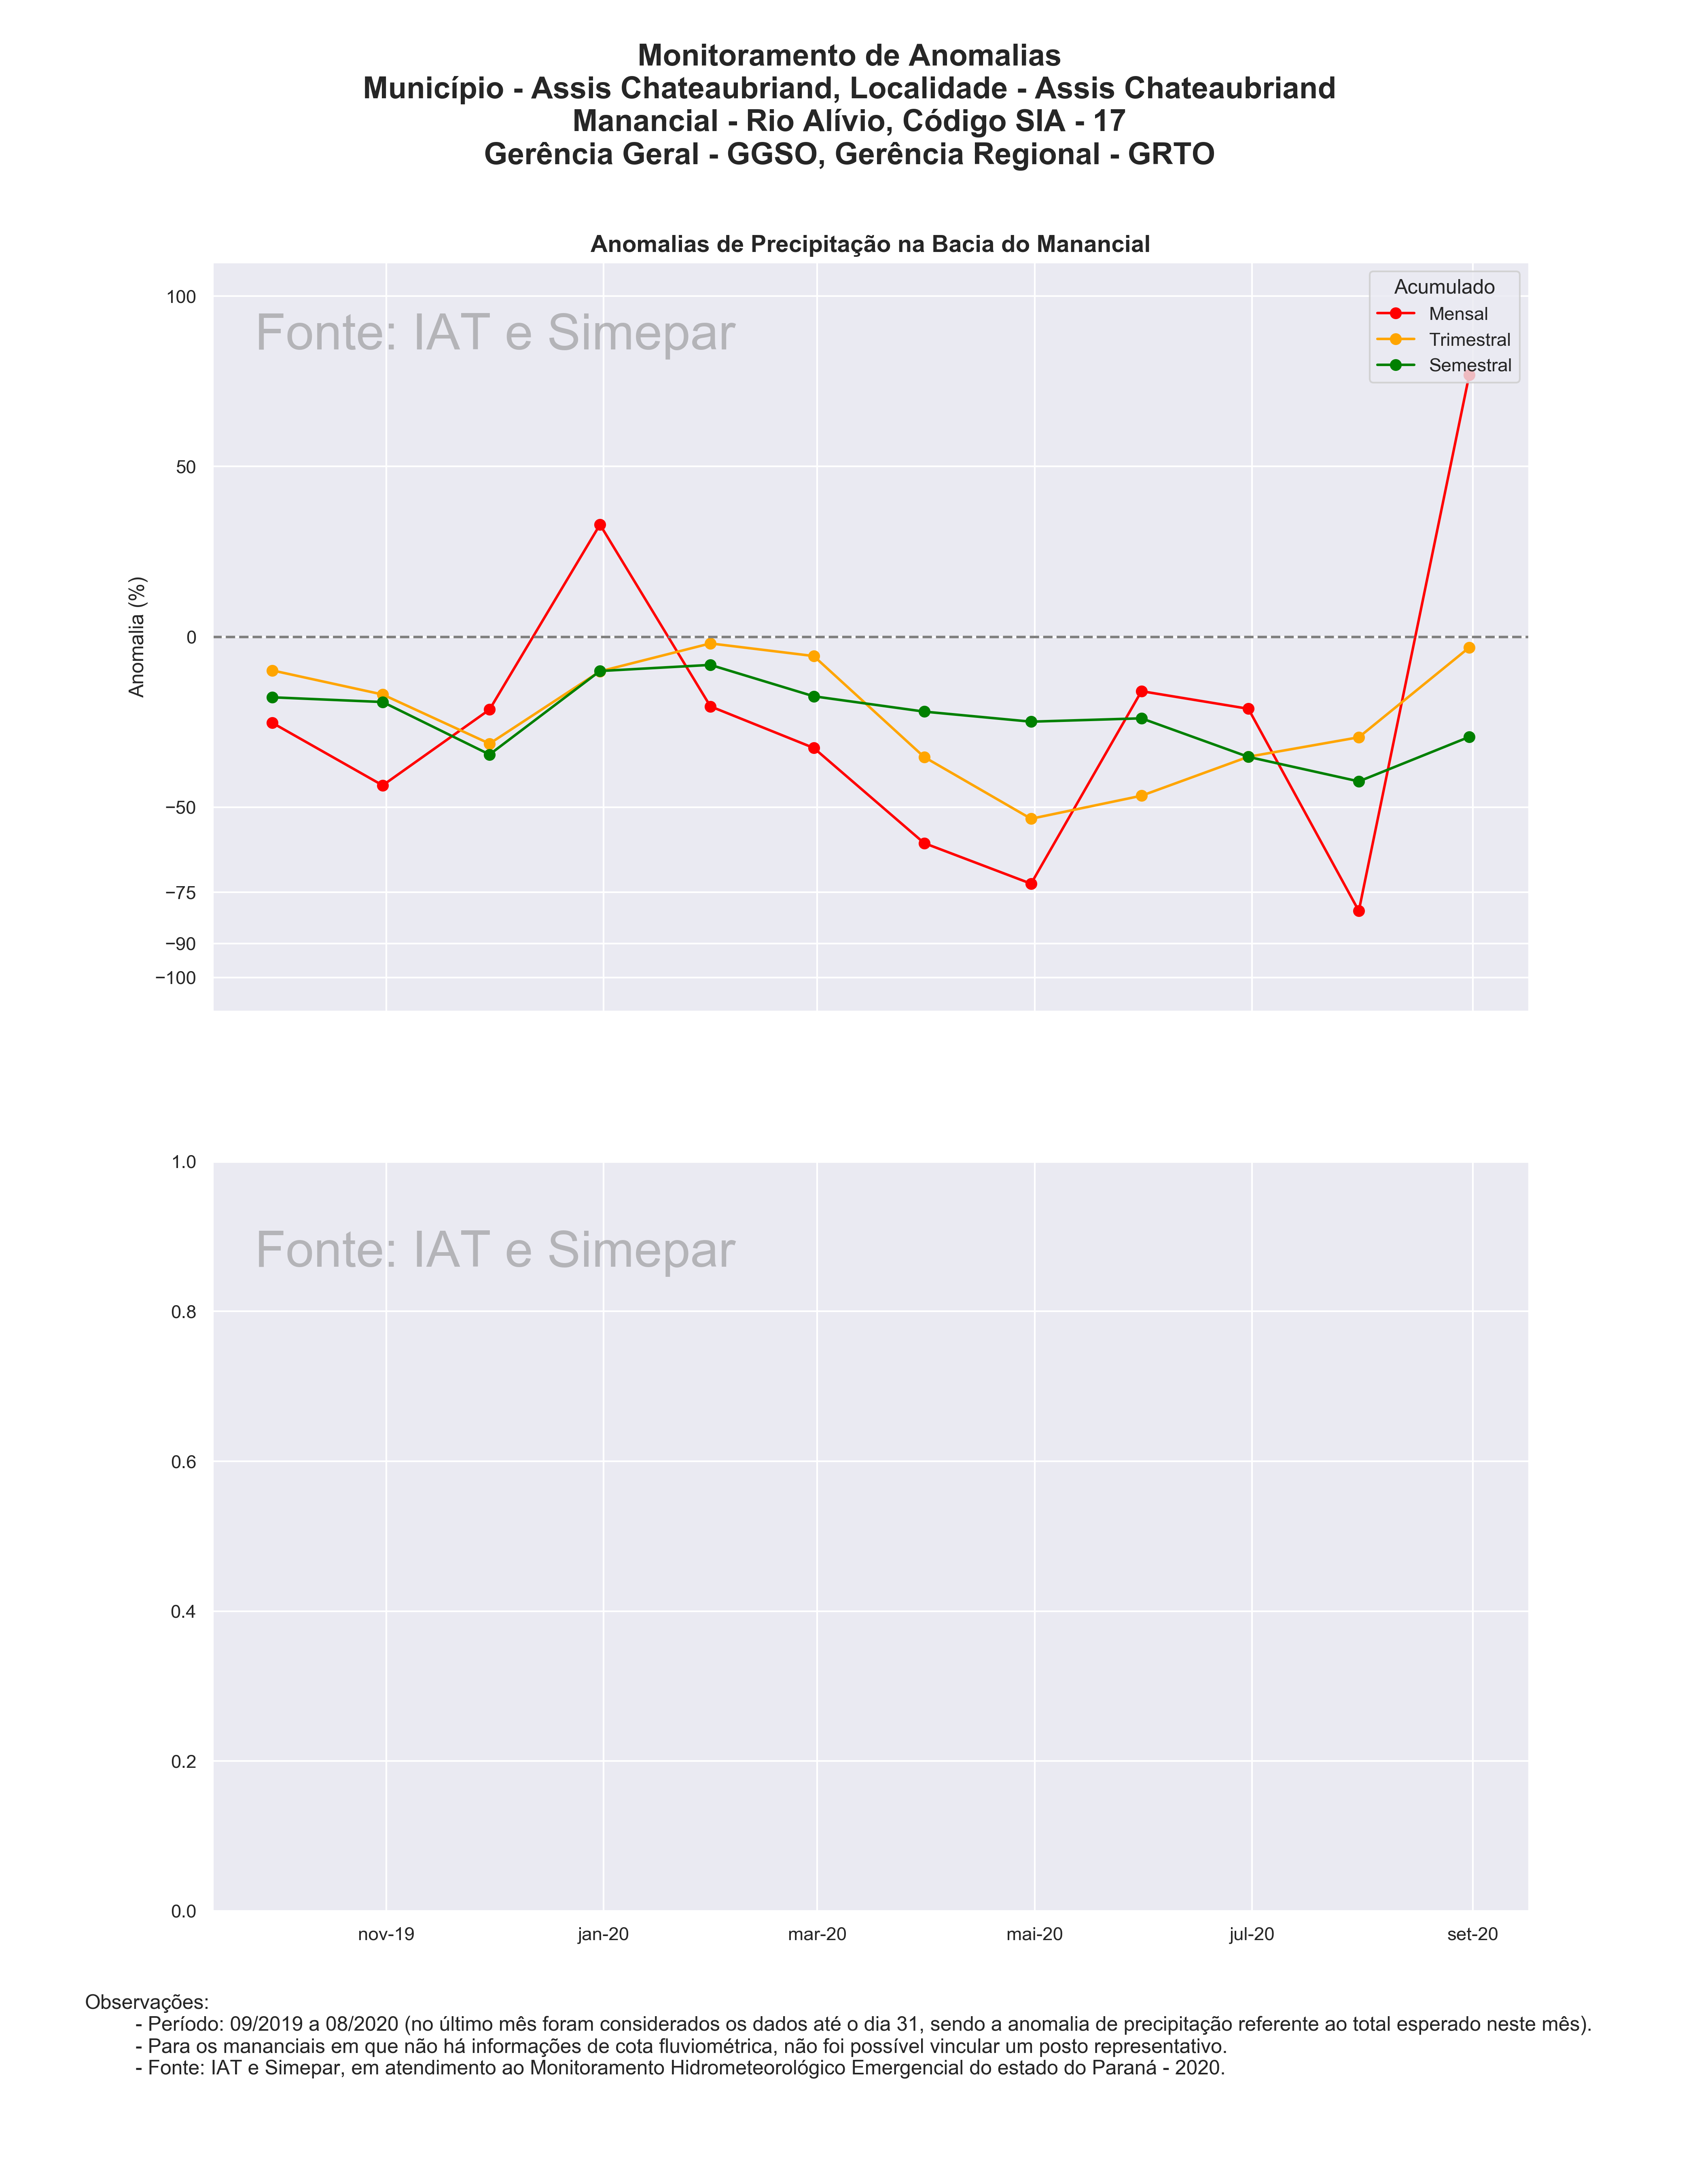 Monitoramento de Anomalias
Município - Assis Chateaubriand, Localidade - Assis Chateaubriand
Manancial - Rio Alívio, Código SIA - 17
Gerência Geral - GGSO, Gerência Regional - GRTO
Anomalias de Precipitação na Bacia do Manancial
Fonte: IAT e Simepar
Acumulado
Mensal
Trimestral
Semestral
Anomalia (%)
100
50
0
−50
−75
−90
−100
Fonte: IAT e Simepar
1.0
0.8
0.6
0.4
0.2
0.0
nov-19 jan-20 mar-20 mai-20 jul-20 set-20
Observações:
- Período: 09/2019 a 08/2020 (no último mês foram considerados os dados até o dia 31, sendo a anomalia de precipitação referente ao total esperado neste mês).
- Para os mananciais em que não há informações de cota fluviométrica, não foi possível vincular um posto representativo.
- Fonte: IAT e Simepar, em atendimento ao Monitoramento Hidrometeorológico Emergencial do estado do Paraná - 2020.